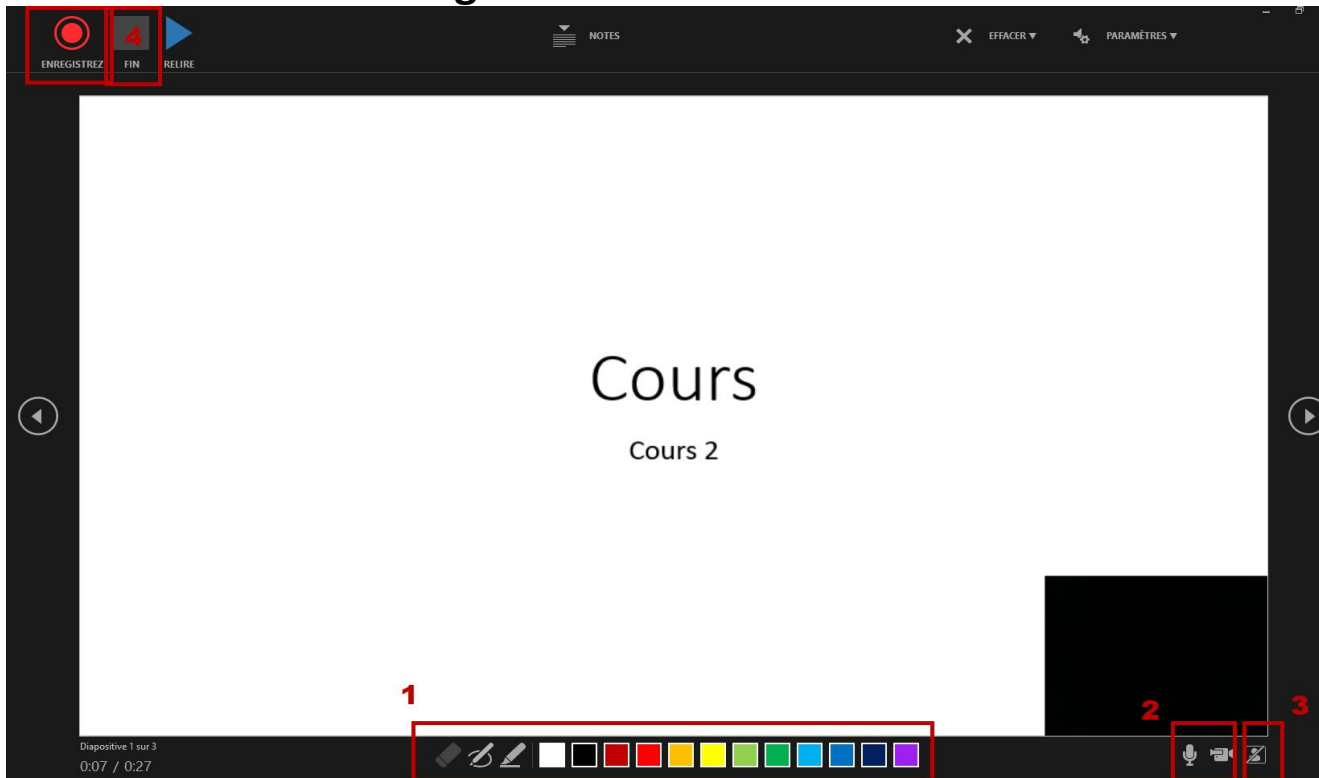 4
ENREGISTREZ FIN RELIRE
NOTES
EFFACER
PARAMÈTRES
Cours
Cours 2
1
2
3
Diapositive 1 sur 3
0:07 / 0:27